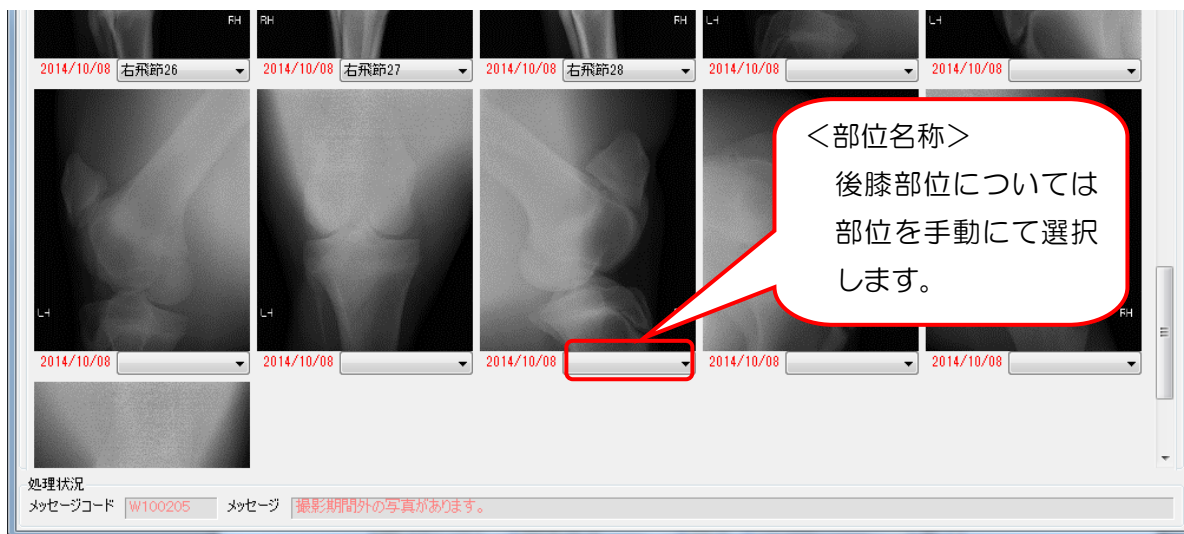 RH RH RH LH LH
2014/10/08 右飛節26 2014/10/08 右飛節27 2014/10/08 右飛節28 2014/10/08 2014/10/08
<部位名称>
後膝部位については
部位を手動にて選択
します。
LH LH RH
2014/10/08 2014/10/08 2014/10/08 2014/10/08 2014/10/08
処理状況
メッセージコード W100205 メッセージ 撮影期間外の写真があります。